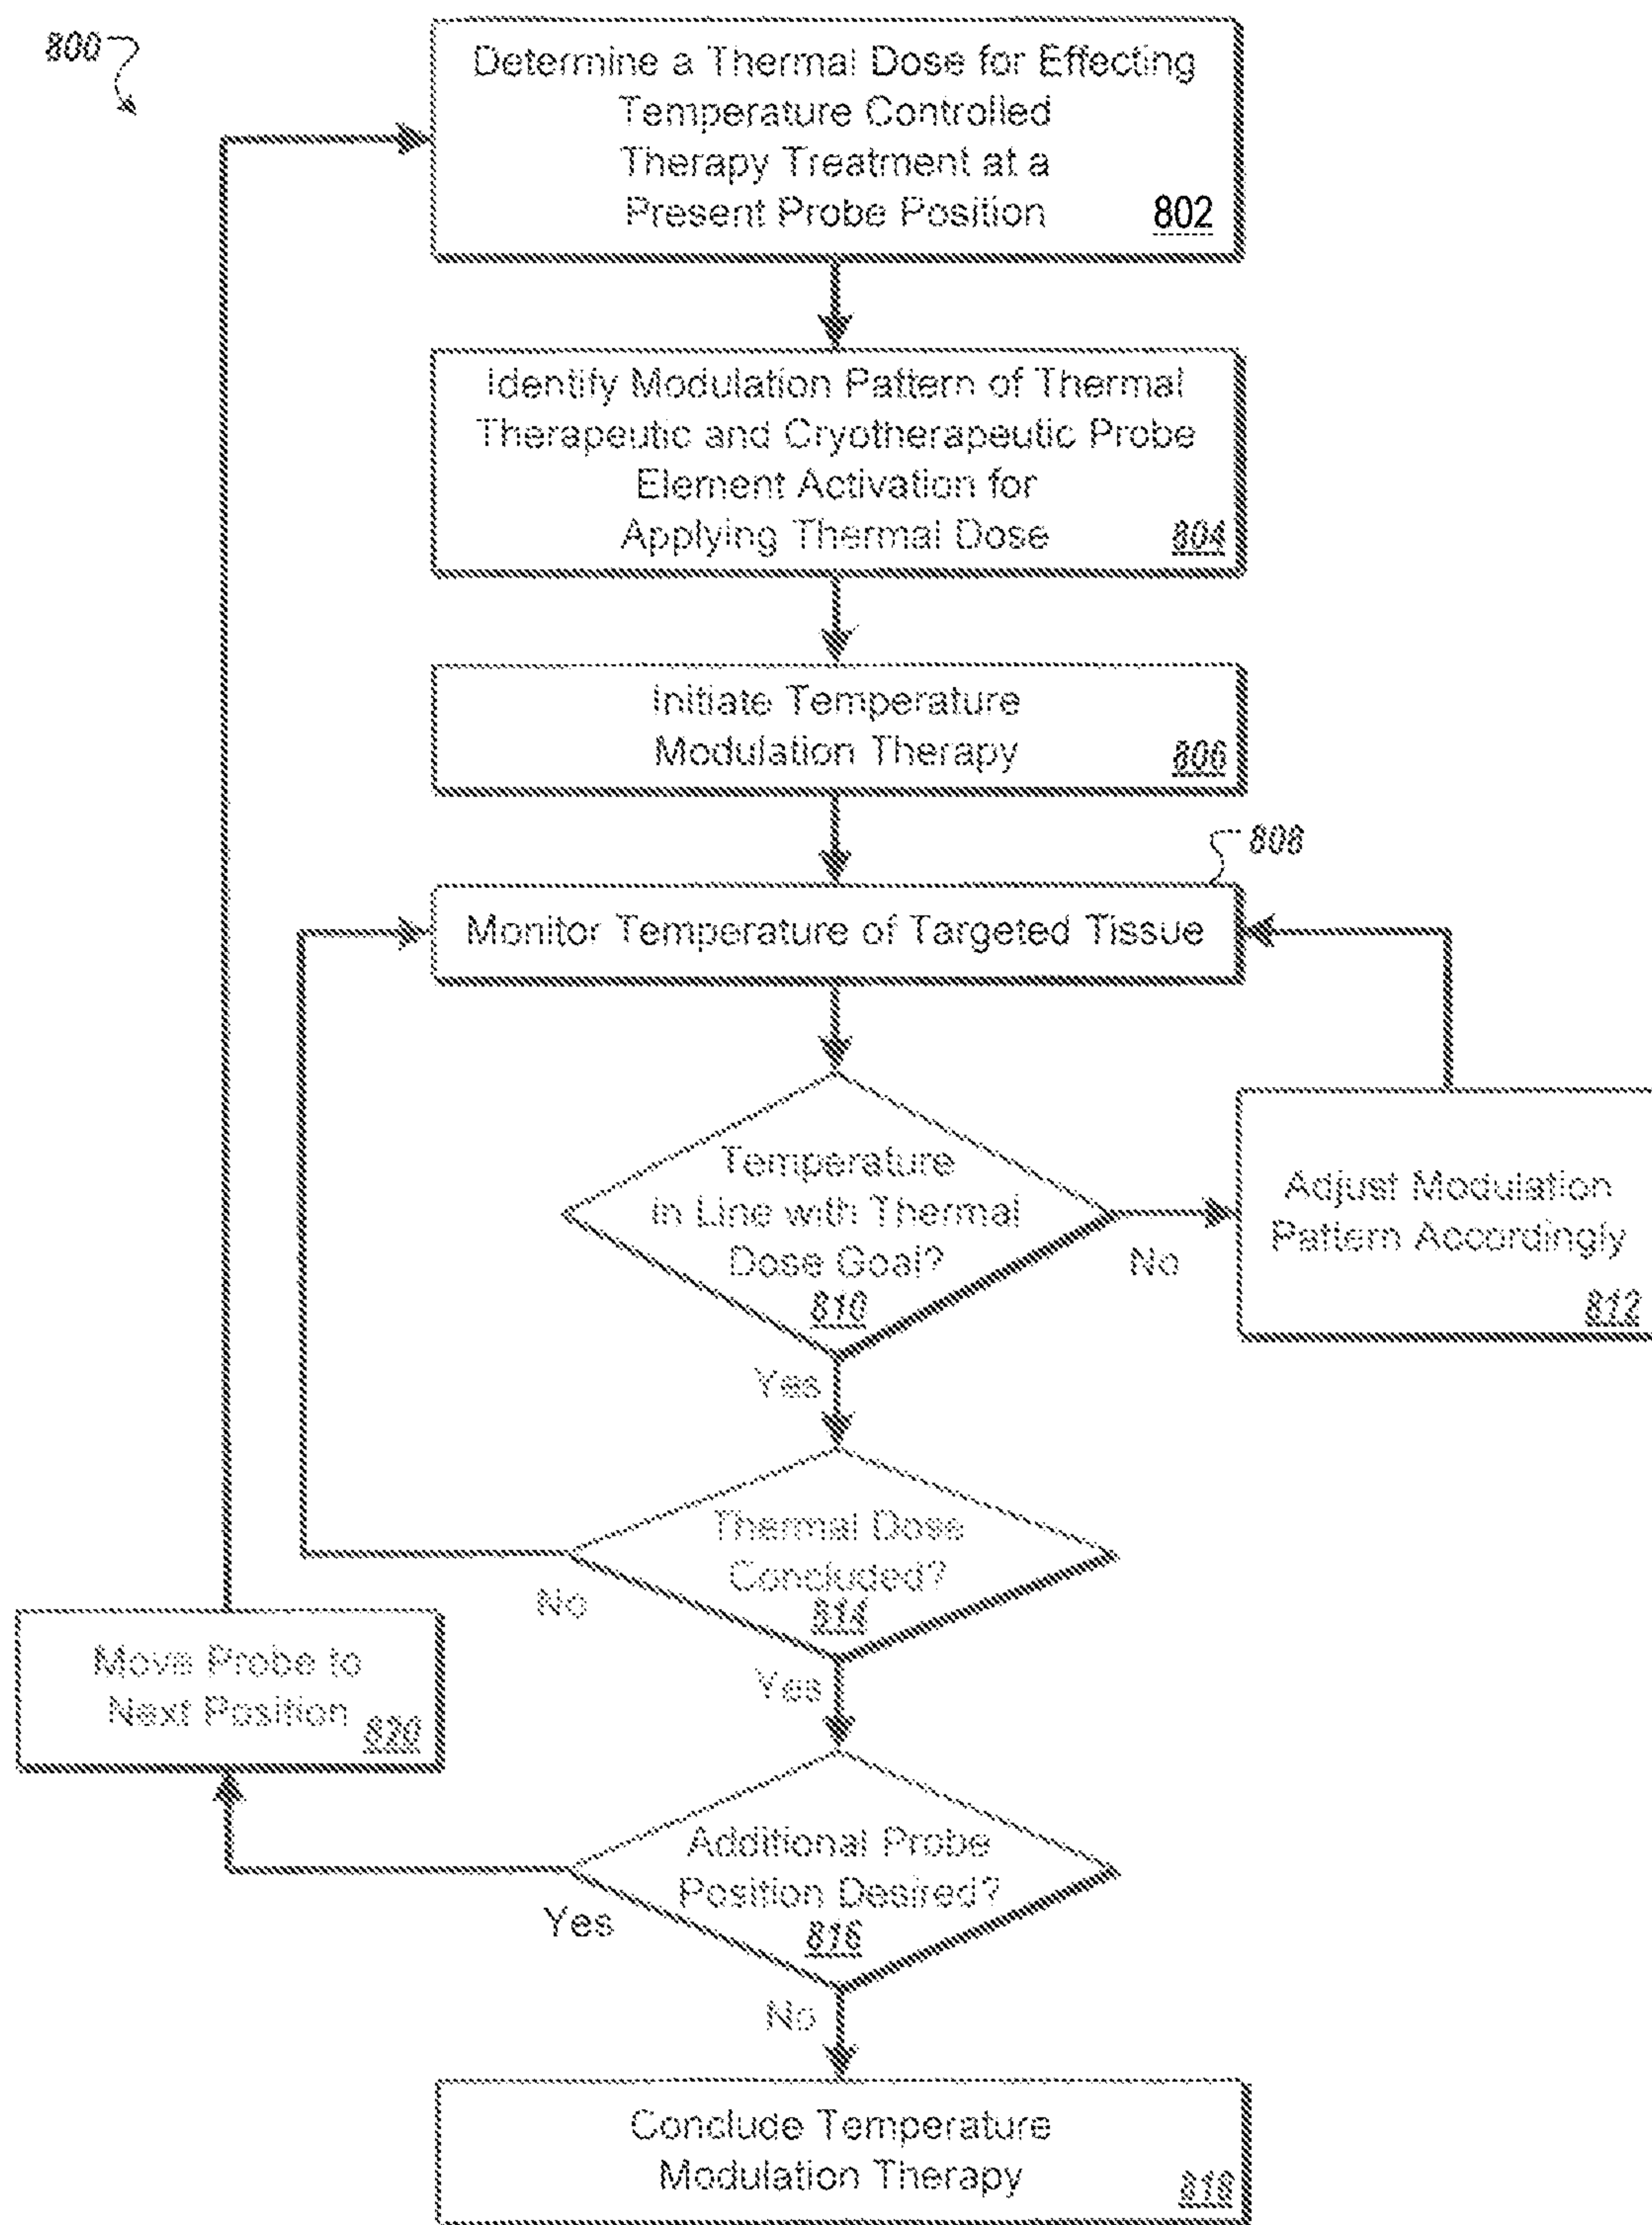 800
Determine a Thermal Dose for Effecting
Temperature Controlled
Therapy Treatment at a
Present Probe Position
802
Identify Modulation Pattern of Thermal
Therapeutic and Cryotherapeutic Probe
Element Activation for
Applying Thermal Dose
804
Initiate Temperature
Modulation Therapy
806
808
Monitor Temperature of Targeted Tissue
Temperature
in Line with Thermal
Dose Goal?
810
No
Adjust Modulation
Pattern Accordingly
812
Yes
Thermal Dose
Concluded?
814
No
Yes
Move Probe to
Next Position
820
Additional Probe
Position Desired?
816
Yes
No
Conclude Temperature
Modulation Therapy
818